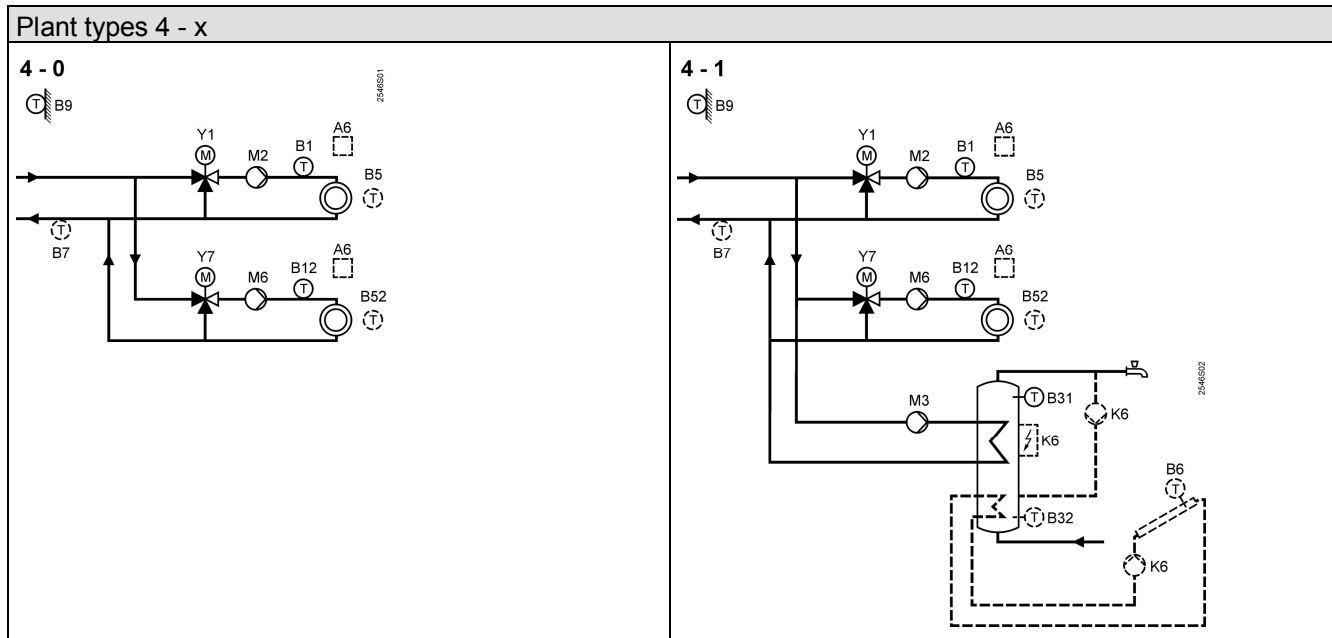 Plant types 4 - x
4 - 0
2546S01
T B9
A6
Y1
M
M2
B1
T
B5
T
T
B7
A6
Y7
M
M6
B12
T
B52
T
4 - 1
T B9
A6
Y1
M
M2
B1
T
B5
T
T
B7
A6
Y7
M
M6
B12
T
B52
T
2546S02
M3
T B31
K6
K6
B6
T
T B32
K6